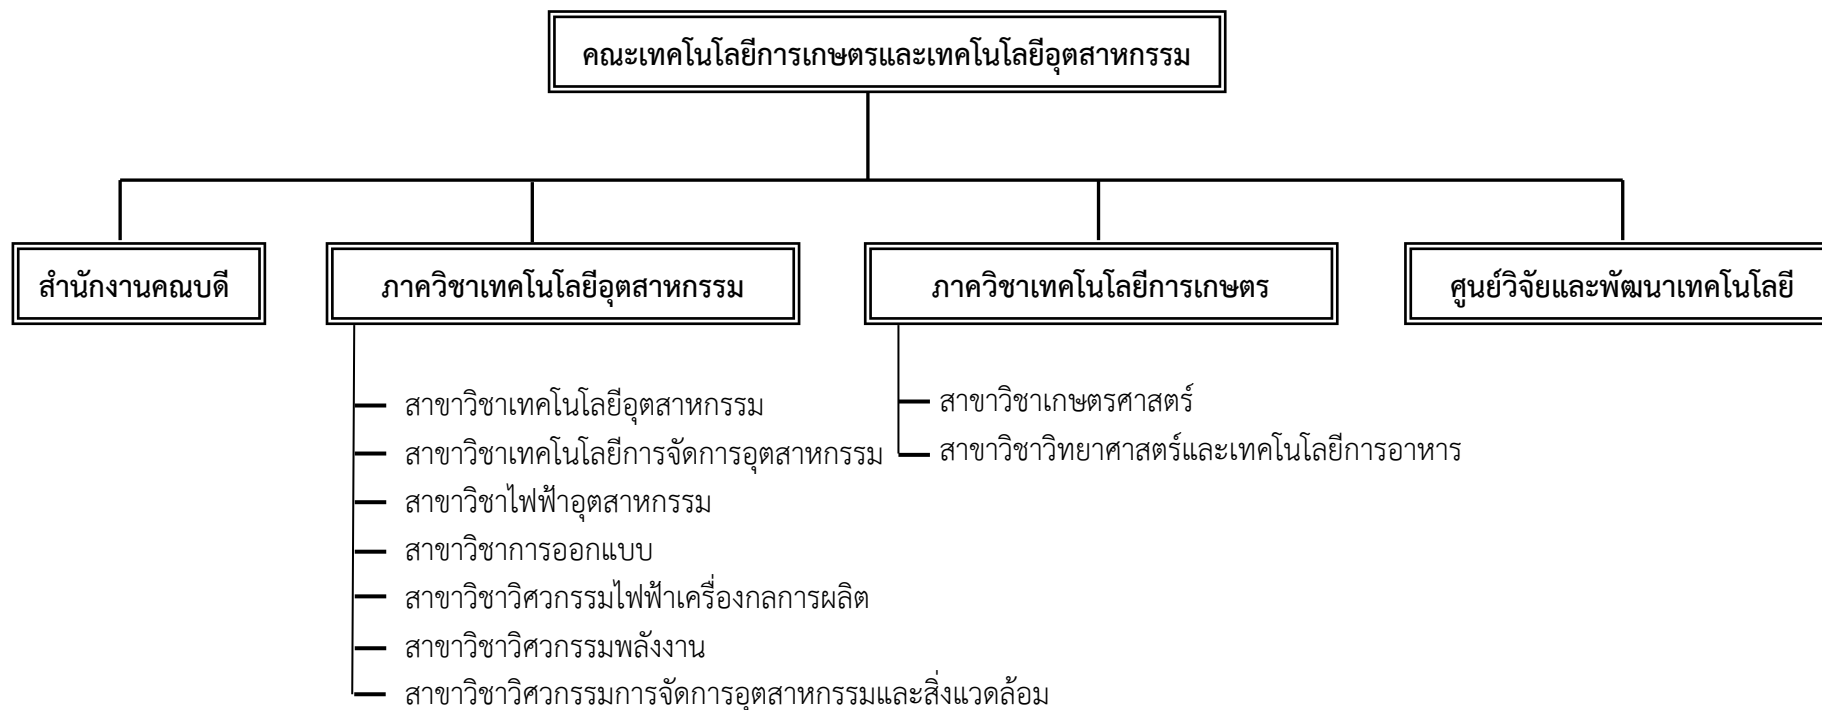 คณะเทคโนโลยีการเกษตรและเทคโนโลยีอุตสาหกรรม
สำนักงานคณบดี
ภาควิชาเทคโนโลยีอุตสาหกรรม
ภาควิชาเทคโนโลยีการเกษตร
ศูนย์วิจัยและพัฒนาเทคโนโลยี
สาขาวิชาเทคโนโลยีอุตสาหกรรม
สาขาวิชาเทคโนโลยีการจัดการอุตสาหกรรม
สาขาวิชาไฟฟ้าอุตสาหกรรม
สาขาวิชาการออกแบบ
สาขาวิชาวิศวกรรมไฟฟ้าเครื่องกลการผลิต
สาขาวิชาวิศวกรรมพลังงาน
สาขาวิชาวิศวกรรมการจัดการอุตสาหกรรมและสิ่งแวดล้อม
สาขาวิชาเกษตรศาสตร์
สาขาวิชาวิทยาศาสตร์และเทคโนโลยีการอาหาร